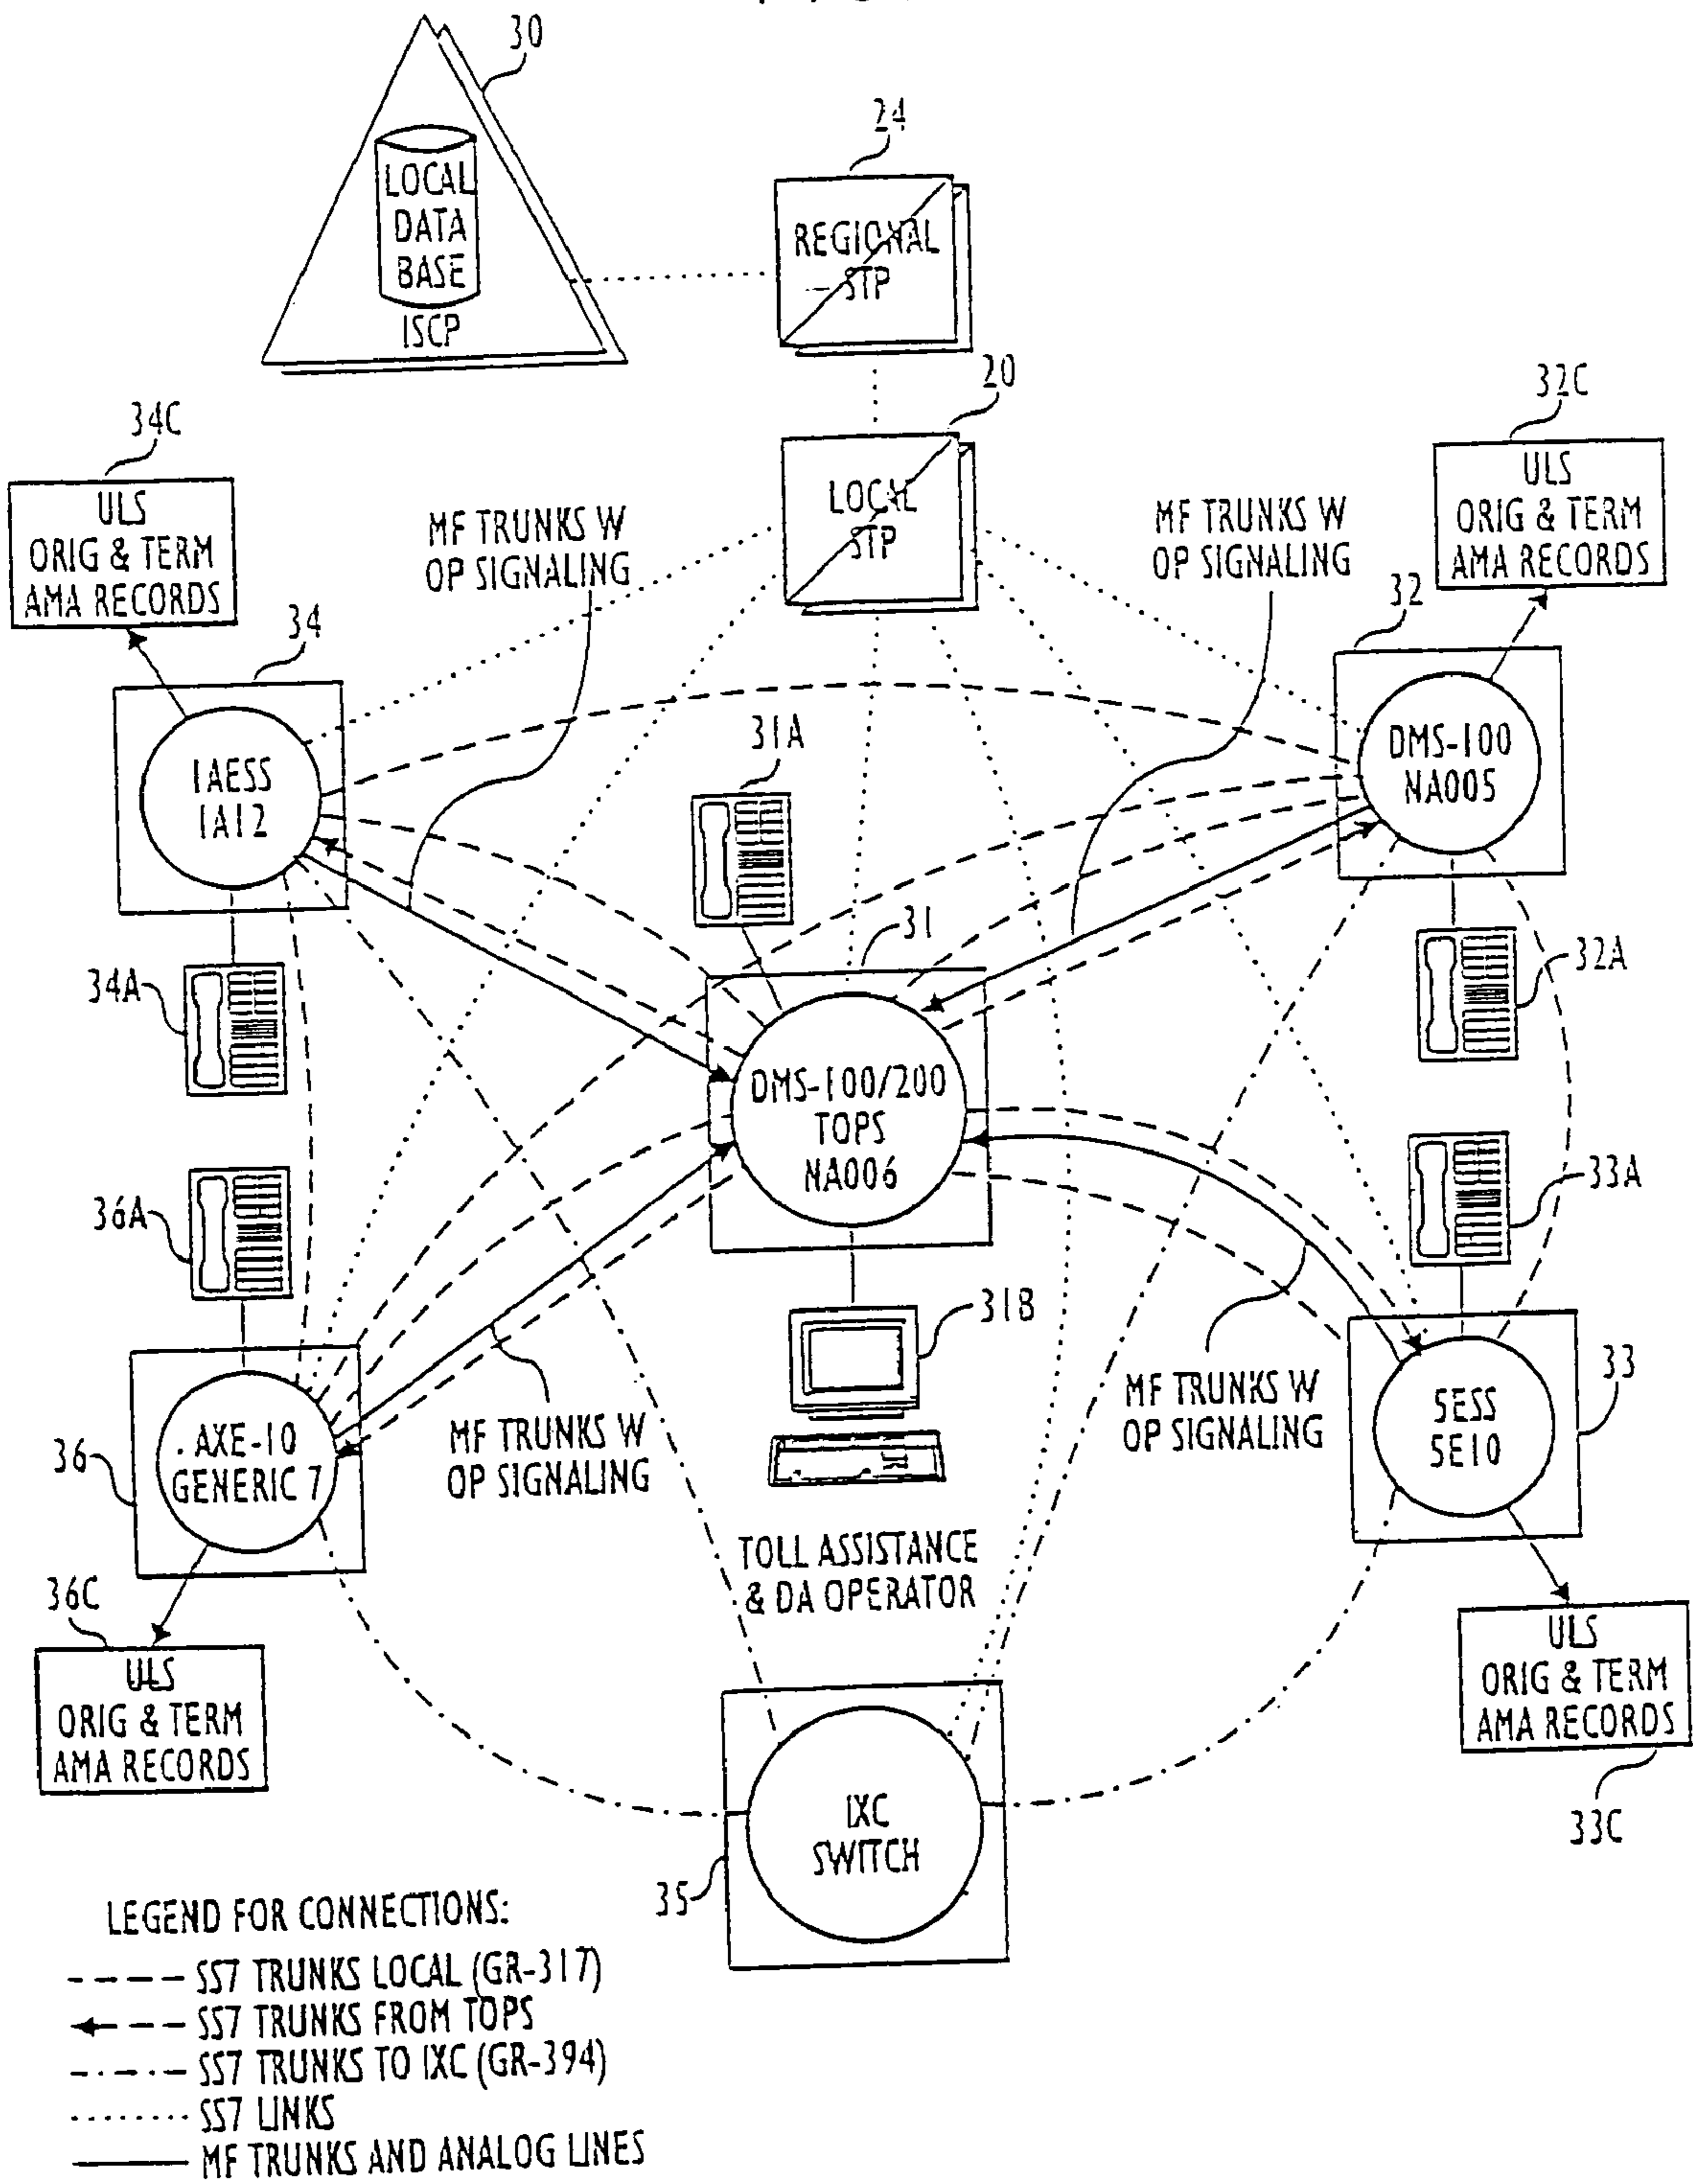 30
24
LOCAL
DATA
BASE
ISCP
REGIONAL
STP
20
34C
32C
ULS
ORIG & TERM
AMA RECORDS
MF TRUNKS W
OP SIGNALING
LOCAL
STP
MF TRUNKS W
OP SIGNALING
ULS
ORIG & TERM
AMA RECORDS
34
32
31A
1AESS
1A12
DMS-100
NA005
31
34A
32A
DMS-100/200
TOPS
NA006
36A
33A
31B
33
MF TRUNKS W
OP SIGNALING
MF TRUNKS W
OP SIGNALING
5ESS
5E10
36
AXE-10
GENERIC 7
TOLL ASSISTANCE
& DA OPERATOR
36C
ULS
ORIG & TERM
AMA RECORDS
ULS
ORIG & TERM
AMA RECORDS
33C
IXC
SWITCH
35
LEGEND FOR CONNECTIONS:
SS7 TRUNKS LOCAL (GR-317)
SS7 TRUNKS FROM TOPS
SS7 TRUNKS TO IXC (GR-394)
SS7 LINKS
MF TRUNKS AND ANALOG LINES